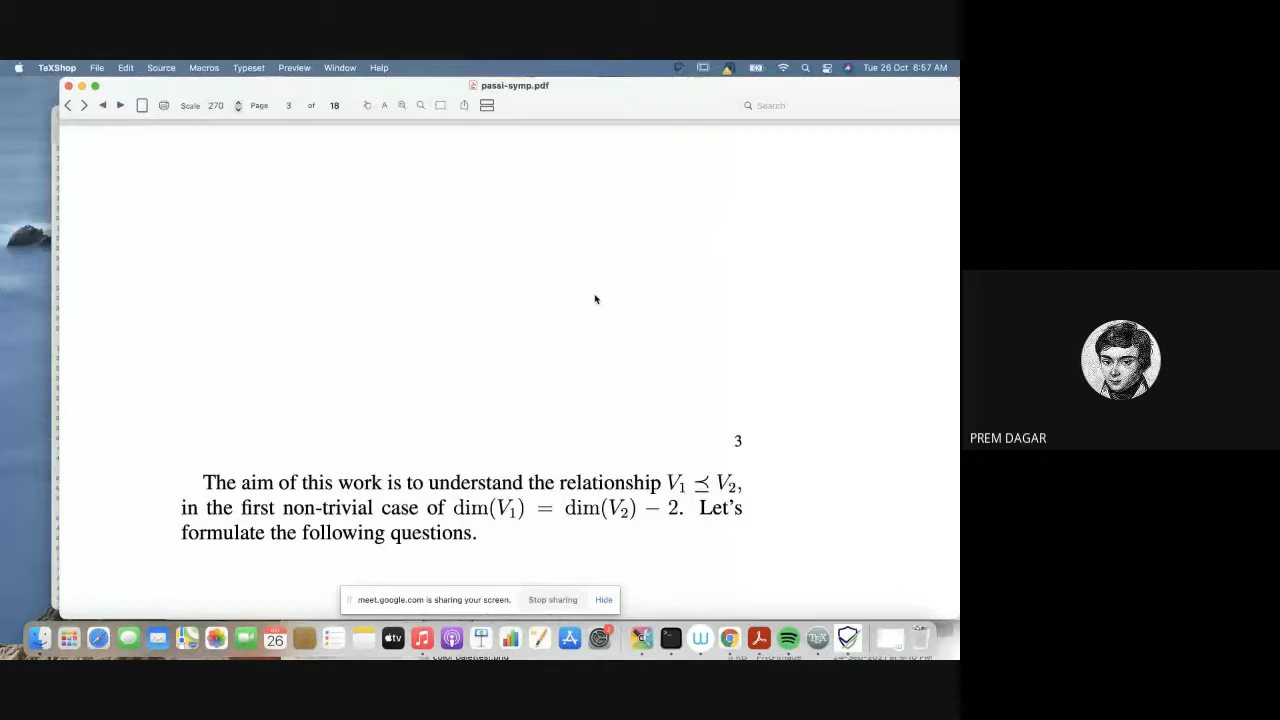 TeXShop File Edit Source Macros Typeset Preview Window Help Tue 26 Oct 8:57 AM
passi-symp.pdf
Scale 270 Page 3 of 18 Search
3
The aim of this work is to understand the relationship V₁ ⪯ V₂,
in the first non-trivial case of dim(V₁) = dim(V₂) − 2. Let's
formulate the following questions.
meet.google.com is sharing your screen. Stop sharing Hide
PREM DAGAR